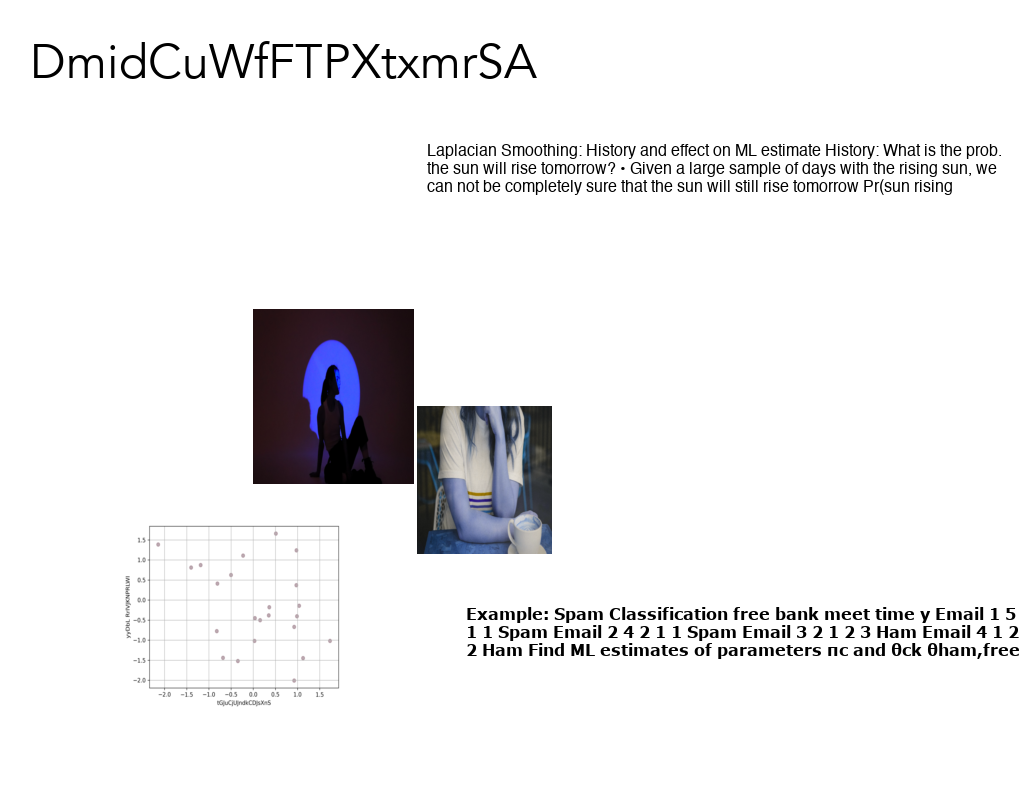 DmidCuWfFTPXtxmrSA
Laplacian Smoothing: History and effect on ML estimate History: What is the prob.
the sun will rise tomorrow? • Given a large sample of days with the rising sun, we
can not be completely sure that the sun will still rise tomorrow Pr(sun rising
1.5
1.0
0.5
0.0
−0.5
−1.0
−1.5
−2.0
−2.0 −1.5 −1.0 −0.5 0.0 0.5 1.0 1.5
Example: Spam Classification free bank meet time y Email 1 5
1 1 Spam Email 2 4 2 1 1 Spam Email 3 2 1 2 3 Ham Email 4 1 2
2 Ham Find ML estimates of parameters πc and θck θham,free